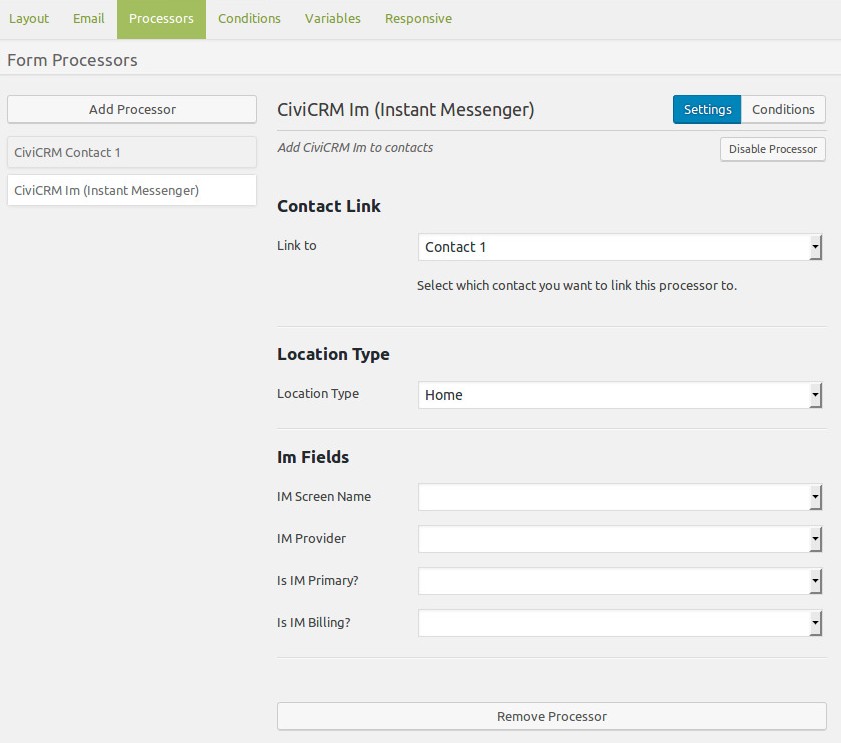 Layout Email Processors Conditions Variables Responsive
Form Processors
Add Processor
CiviCRM Contact 1
CiviCRM Im (Instant Messenger)
CiviCRM Im (Instant Messenger) Settings Conditions
Add CiviCRM Im to contacts Disable Processor
Contact Link
Link to Contact 1
Select which contact you want to link this processor to.
Location Type
Location Type Home
Im Fields
IM Screen Name
IM Provider
Is IM Primary?
Is IM Billing?
Remove Processor